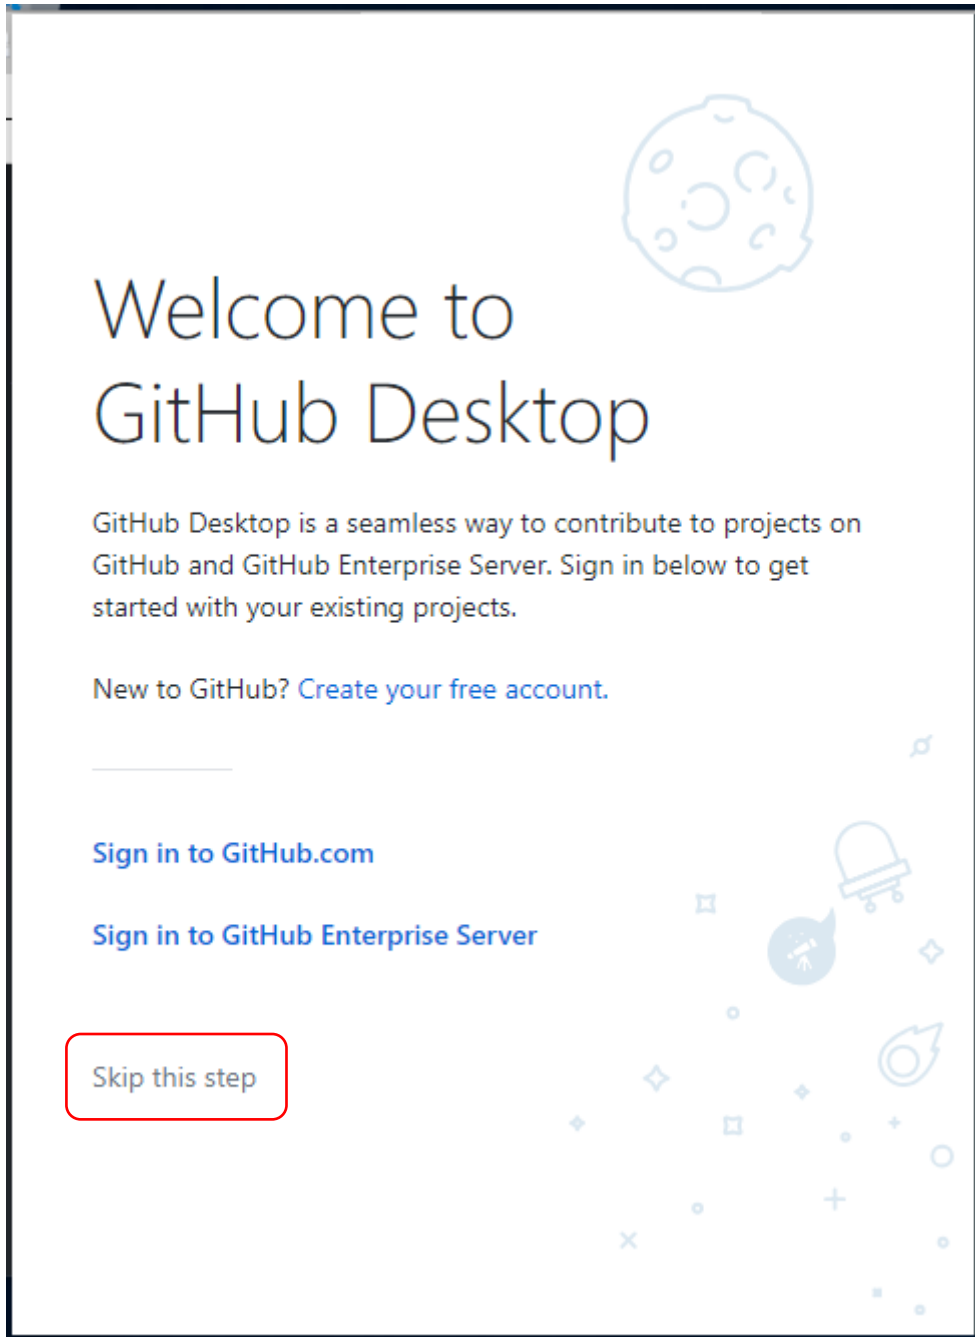 Welcome to
GitHub Desktop
GitHub Desktop is a seamless way to contribute to projects on
GitHub and GitHub Enterprise Server. Sign in below to get
started with your existing projects.
New to GitHub? Create your free account.
Sign in to GitHub.com
Sign in to GitHub Enterprise Server
Skip this step